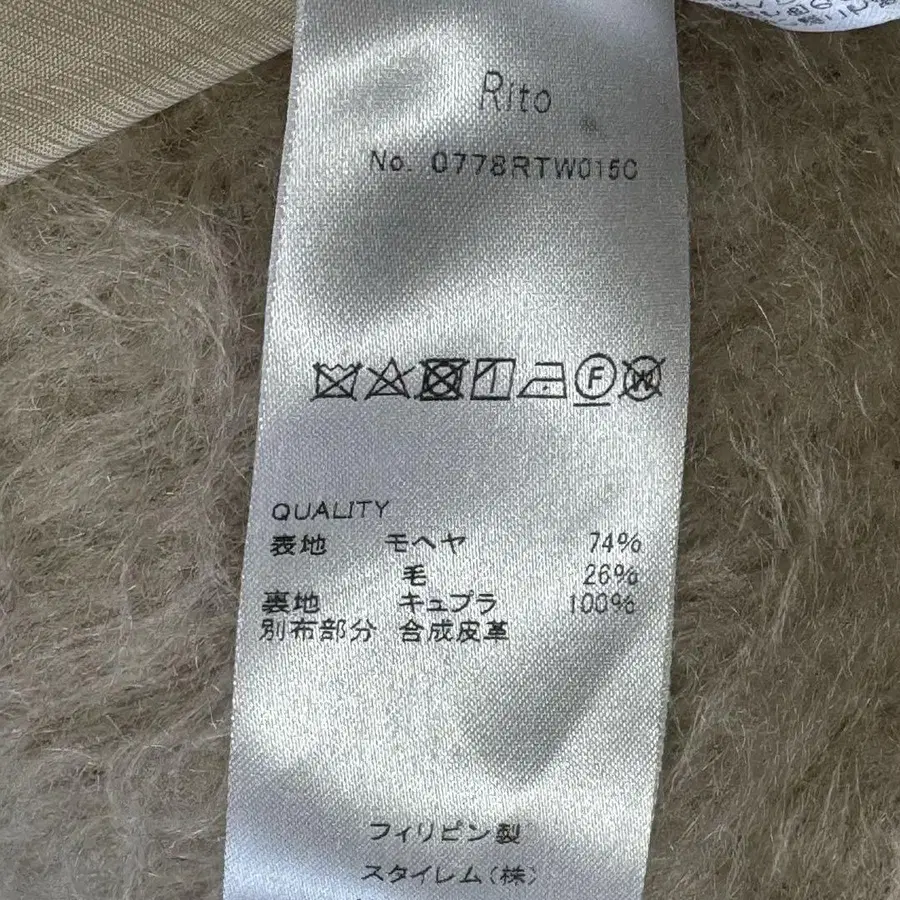 Rito
No. 0778RTW015C
F W
QUALITY
表地 モヘヤ 74%
毛 26%
裏地 キュプラ 100%
別布部分 合成皮革
フィリピン製
スタイレム(株)